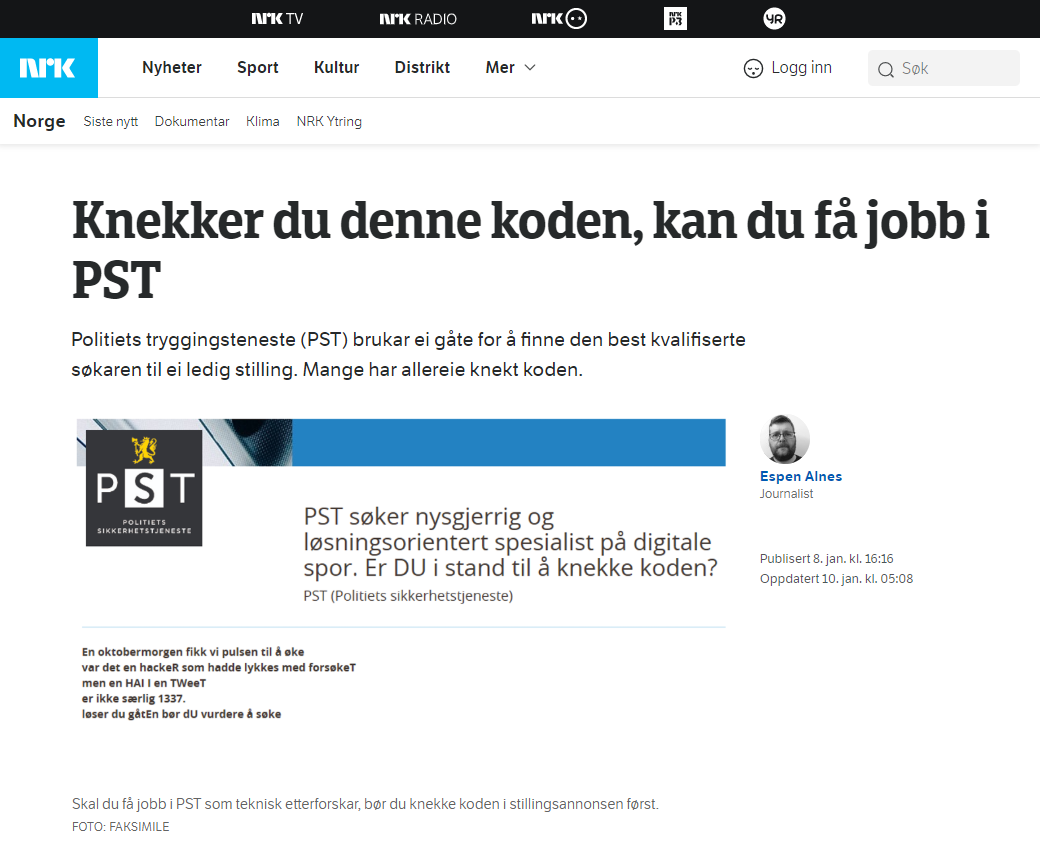 nrk TV
nrk RADIO
nrk
nrk P3
YR
nrk
Nyheter
Sport
Kultur
Distrikt
Mer
Logg inn
Søk
Norge
Siste nytt
Dokumentar
Klima
NRK Ytring
Knekker du denne koden, kan du få jobb i
PST
Politiets tryggingsteneste (PST) brukar ei gåte for å finne den best kvalifiserte
søkaren til ei ledig stilling. Mange har allereie knekt koden.
PST
POLITIETS
SIKKERHETSTJENESTE
PST søker nysgjerrig og
løsningsorientert spesialist på digitale
spor. Er DU i stand til å knekke koden?
PST (Politiets sikkerhetstjeneste)
En oktobermorgen fikk vi pulsen til å øke
var det en hackeR som hadde lykkes med forsøkeT
men en HAI I en TWeeT
er ikke særlig 1337.
løser du gåtEn bør dU vurdere å søke
Espen Alnes
Journalist
Publisert 8. jan. kl. 16:16
Oppdatert 10. jan. kl. 05:08
Skal du få jobb i PST som teknisk etterforskar, bør du knekke koden i stillingsannonsen først.
FOTO: FAKSIMILE